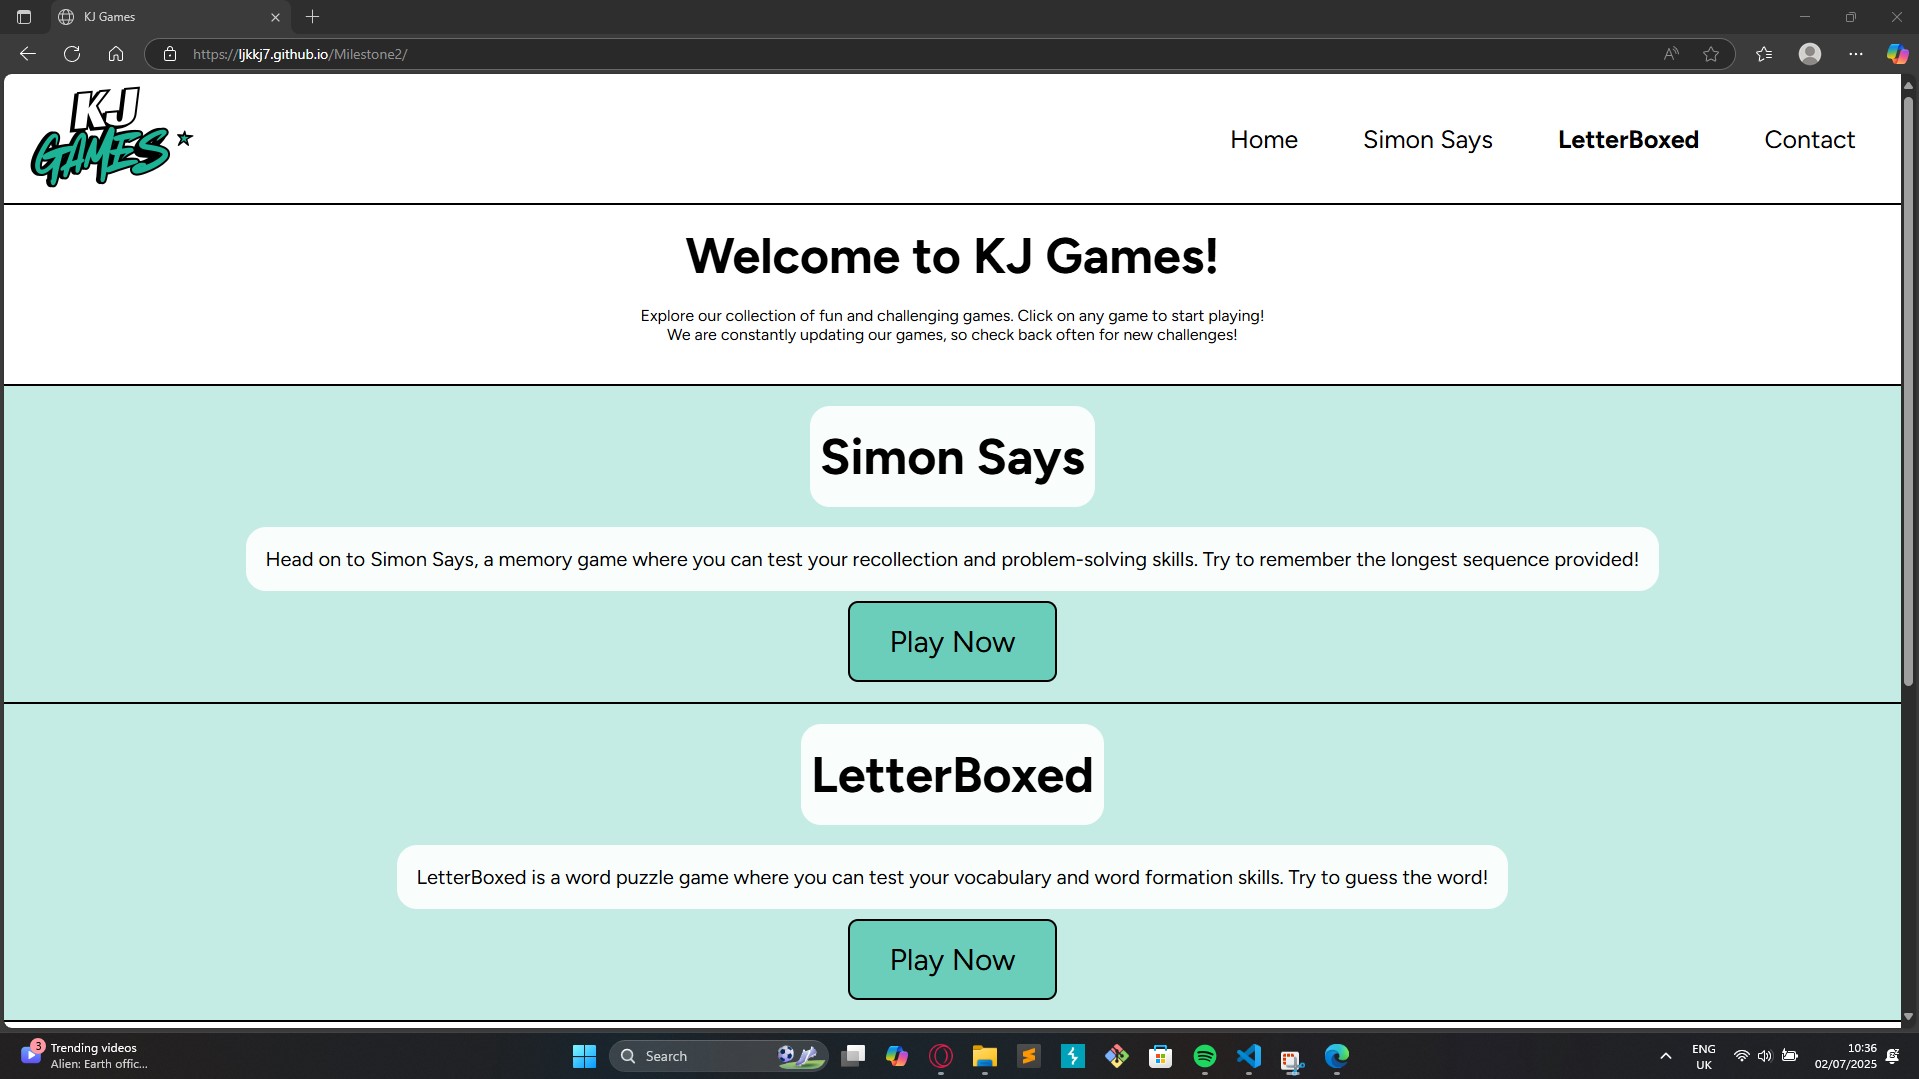 KJ Games
https://ljkkj7.github.io/Milestone2/
KJ
GAMES
Home
Simon Says
LetterBoxed
Contact
Welcome to KJ Games!
Explore our collection of fun and challenging games. Click on any game to start playing!
We are constantly updating our games, so check back often for new challenges!
Simon Says
Head on to Simon Says, a memory game where you can test your recollection and problem-solving skills. Try to remember the longest sequence provided!
Play Now
LetterBoxed
LetterBoxed is a word puzzle game where you can test your vocabulary and word formation skills. Try to guess the word!
Play Now
3
Trending videos
Alien: Earth offic...
Search
ENG
UK
10:36
02/07/2025